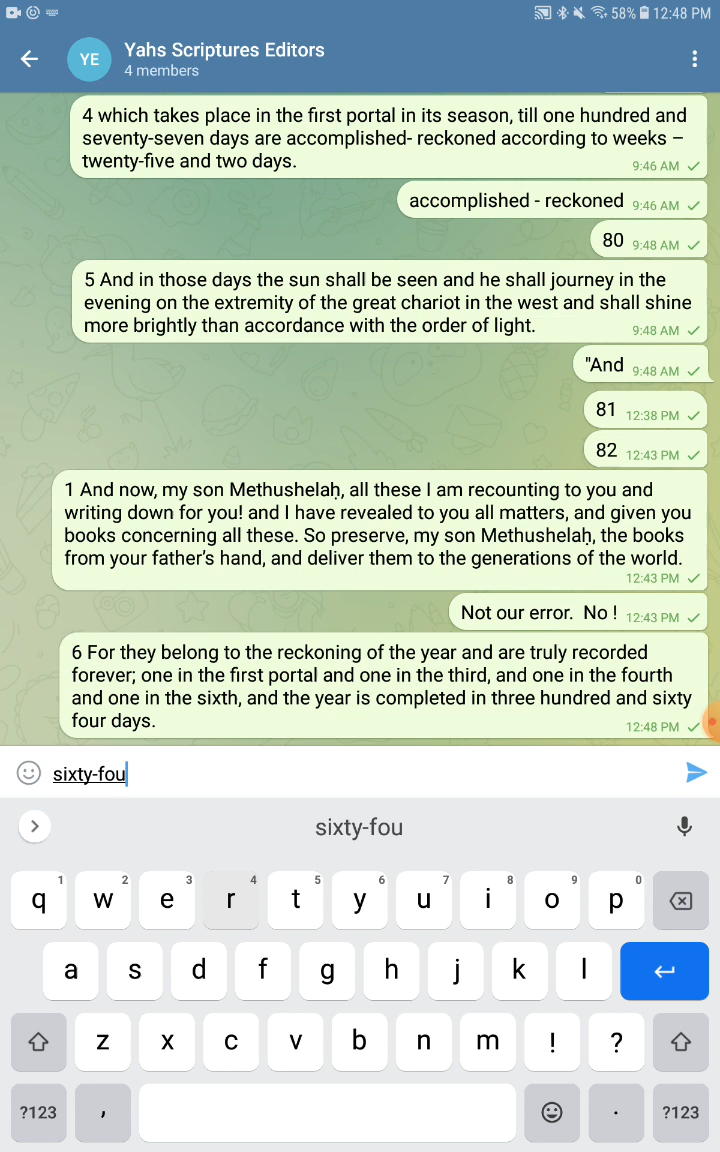 58% 12:48 PM
YE
Yahs Scriptures Editors
4 members
4 which takes place in the first portal in its season, till one hundred and
seventy-seven days are accomplished- reckoned according to weeks –
twenty-five and two days.
9:46 AM
accomplished - reckoned 9:46 AM
80 9:48 AM
5 And in those days the sun shall be seen and he shall journey in the
evening on the extremity of the great chariot in the west and shall shine
more brightly than accordance with the order of light.
9:48 AM
"And 9:48 AM
81 12:38 PM
82 12:43 PM
1 And now, my son Methushelaḥ, all these I am recounting to you and
writing down for you! and I have revealed to you all matters, and given you
books concerning all these. So preserve, my son Methushelaḥ, the books
from your father’s hand, and deliver them to the generations of the world.
12:43 PM
Not our error.  No ! 12:43 PM
6 For they belong to the reckoning of the year and are truly recorded
forever; one in the first portal and one in the third, and one in the fourth
and one in the sixth, and the year is completed in three hundred and sixty
four days.
12:48 PM
sixty-fou
sixty-fou
1 2 3 4 5 6 7 8 9 0
q w e r t y u i o p
a s d f g h j k l
z x c v b n m ! ?
?123 , . ?123